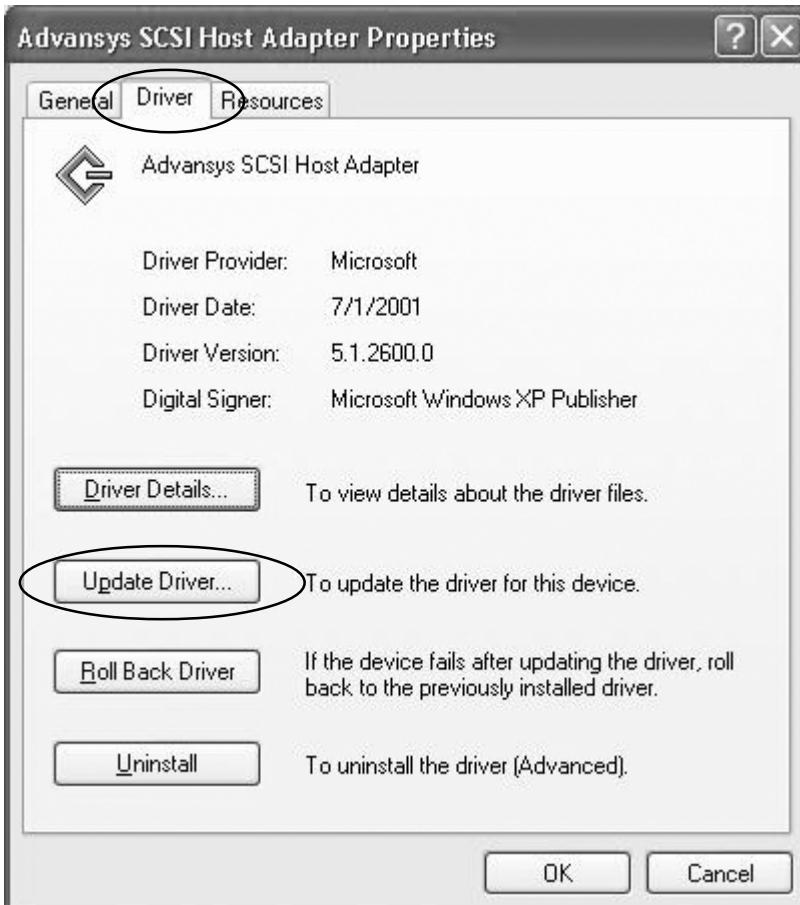 Advansys SCSI Host Adapter Properties
General Driver Resources
Advansys SCSI Host Adapter
Driver Provider: Microsoft
Driver Date: 7/1/2001
Driver Version: 5.1.2600.0
Digital Signer: Microsoft Windows XP Publisher
Driver Details... To view details about the driver files.
Update Driver... To update the driver for this device.
Roll Back Driver If the device fails after updating the driver, roll
back to the previously installed driver.
Uninstall To uninstall the driver (Advanced).
OK Cancel